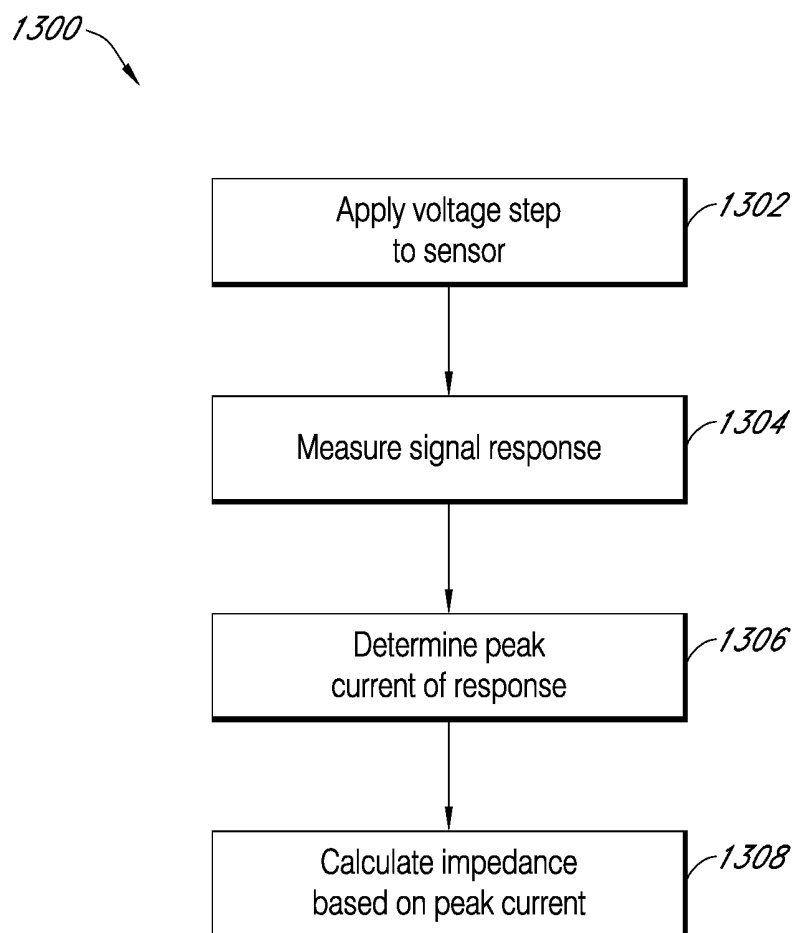 1300
Apply voltage step
to sensor
1302
Measure signal response
1304
Determine peak
current of response
1306
Calculate impedance
based on peak current
1308